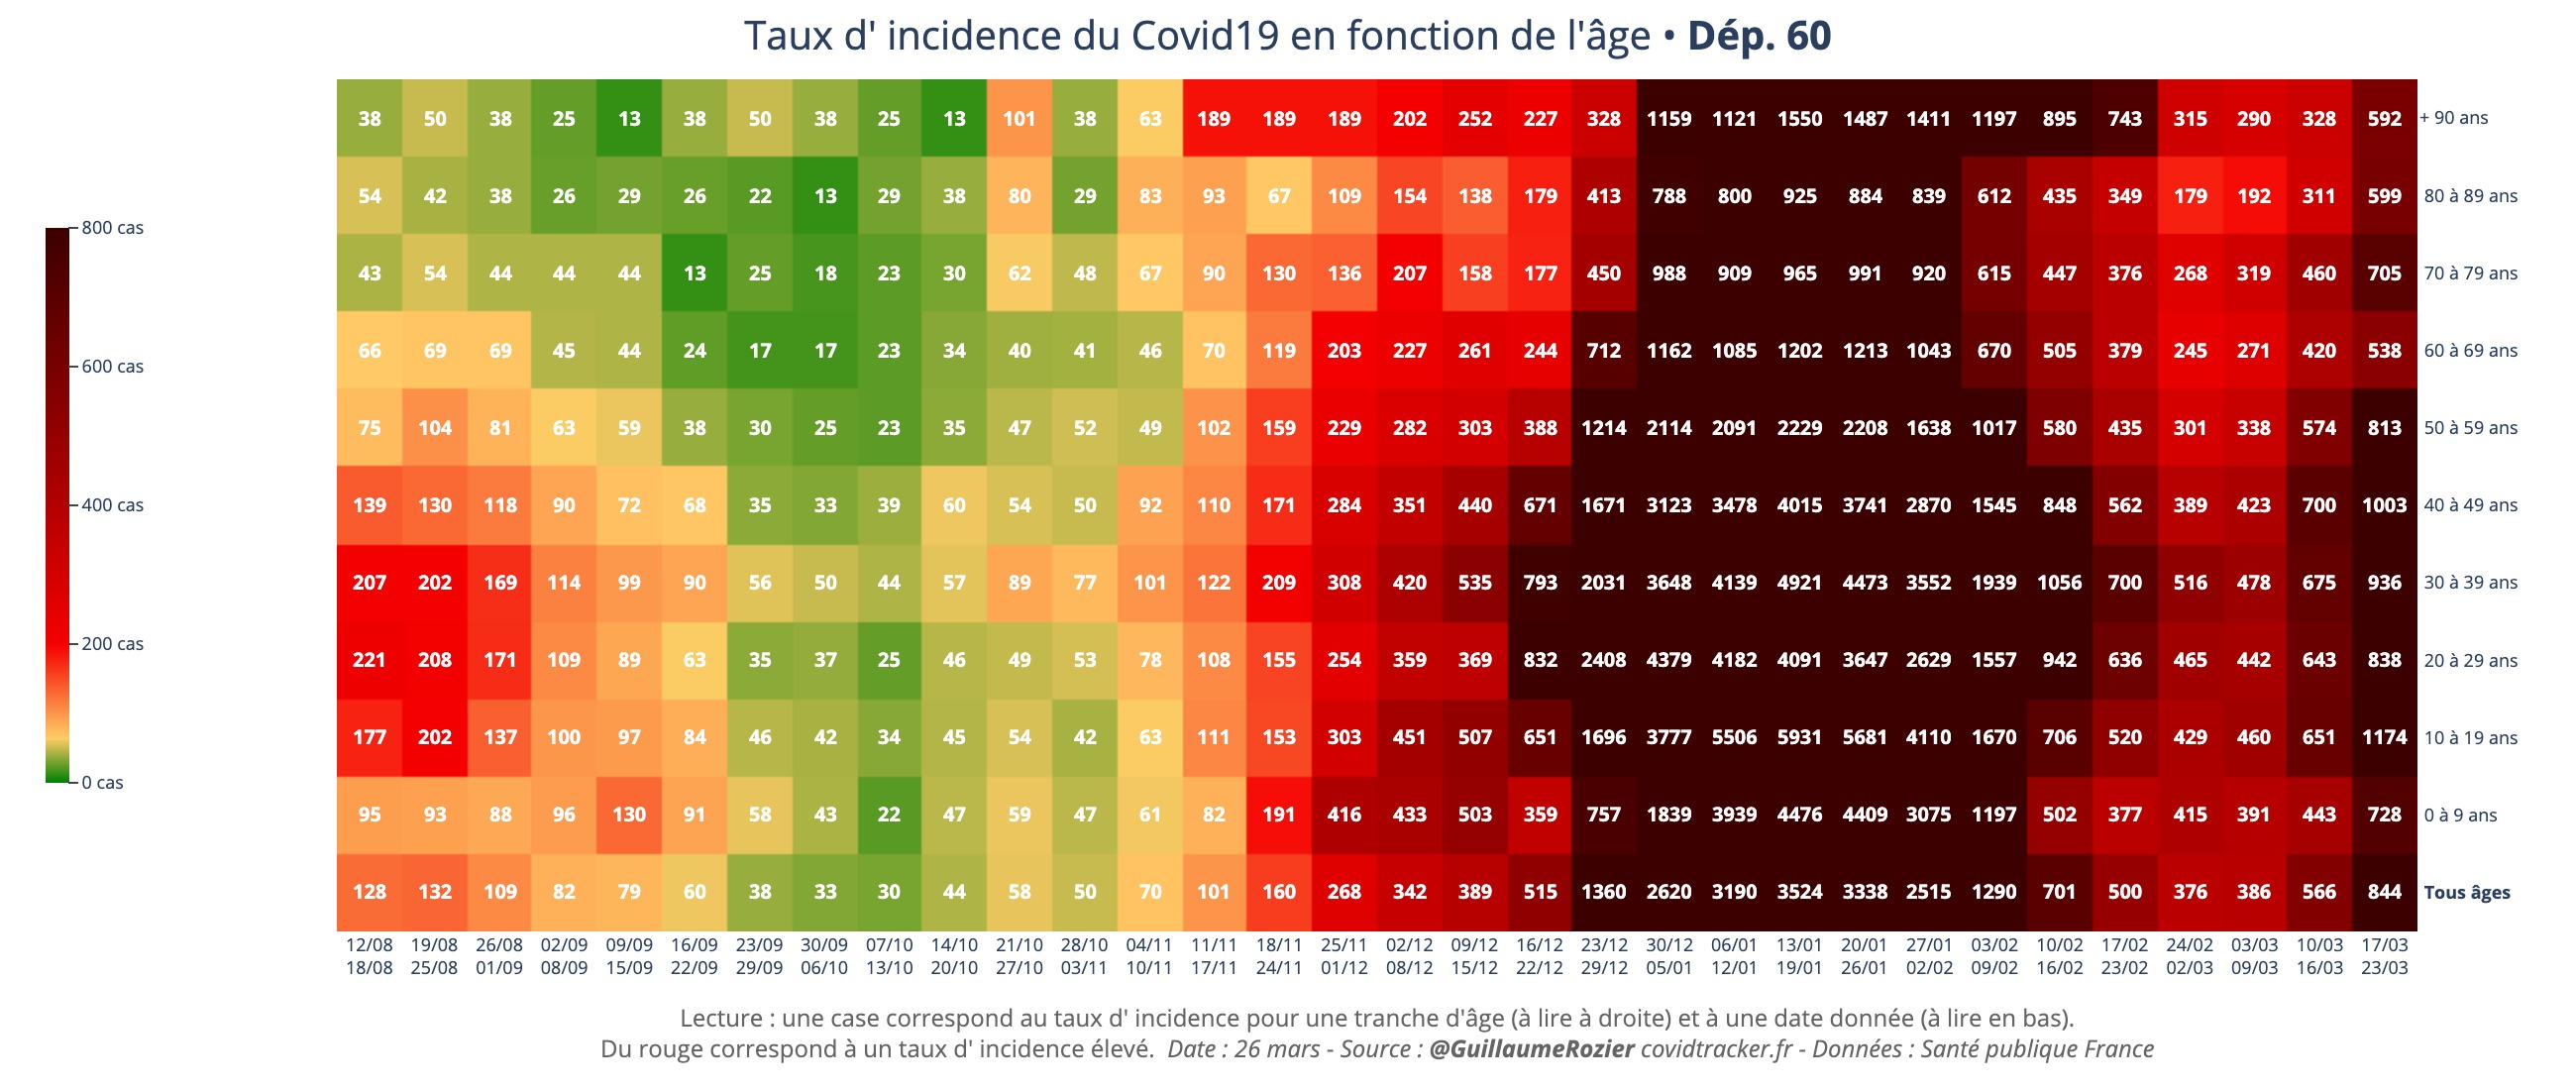 Taux d' incidence du Covid19 en fonction de l'âge • Dép. 60
800 cas
600 cas
400 cas
200 cas
0 cas
38 50 38 25 13 38 50 38 25 13 101 38 63 189 189 189 202 252 227 328 1159 1121 1550 1487 1411 1197 895 743 315 290 328 592 + 90 ans
54 42 38 26 29 26 22 13 29 38 80 29 83 93 67 109 154 138 179 413 788 800 925 884 839 612 435 349 179 192 311 599 80 à 89 ans
43 54 44 44 44 13 25 18 23 30 62 48 67 90 130 136 207 158 177 450 988 909 965 991 920 615 447 376 268 319 460 705 70 à 79 ans
66 69 69 45 44 24 17 17 23 34 40 41 46 70 119 203 227 261 244 712 1162 1085 1202 1213 1043 670 505 379 245 271 420 538 60 à 69 ans
75 104 81 63 59 38 30 25 23 35 47 52 49 102 159 229 282 303 388 1214 2114 2091 2229 2208 1638 1017 580 435 301 338 574 813 50 à 59 ans
139 130 118 90 72 68 35 33 39 60 54 50 92 110 171 284 351 440 671 1671 3123 3478 4015 3741 2870 1545 848 562 389 423 700 1003 40 à 49 ans
207 202 169 114 99 90 56 50 44 57 89 77 101 122 209 308 420 535 793 2031 3648 4139 4921 4473 3552 1939 1056 700 516 478 675 936 30 à 39 ans
221 208 171 109 89 63 35 37 25 46 49 53 78 108 155 254 359 369 832 2408 4379 4182 4091 3647 2629 1557 942 636 465 442 643 838 20 à 29 ans
177 202 137 100 97 84 46 42 34 45 54 42 63 111 153 303 451 507 651 1696 3777 5506 5931 5681 4110 1670 706 520 429 460 651 1174 10 à 19 ans
95 93 88 96 130 91 58 43 22 47 59 47 61 82 191 416 433 503 359 757 1839 3939 4476 4409 3075 1197 502 377 415 391 443 728 0 à 9 ans
128 132 109 82 79 60 38 33 30 44 58 50 70 101 160 268 342 389 515 1360 2620 3190 3524 3338 2515 1290 701 500 376 386 566 844 Tous âges
12/08 19/08 26/08 02/09 09/09 16/09 23/09 30/09 07/10 14/10 21/10 28/10 04/11 11/11 18/11 25/11 02/12 09/12 16/12 23/12 30/12 06/01 13/01 20/01 27/01 03/02 10/02 17/02 24/02 03/03 10/03 17/03
18/08 25/08 01/09 08/09 15/09 22/09 29/09 06/10 13/10 20/10 27/10 03/11 10/11 17/11 24/11 01/12 08/12 15/12 22/12 29/12 05/01 12/01 19/01 26/01 02/02 09/02 16/02 23/02 02/03 09/03 16/03 23/03
Lecture : une case correspond au taux d' incidence pour une tranche d'âge (à lire à droite) et à une date donnée (à lire en bas).
Du rouge correspond à un taux d' incidence élevé. Date : 26 mars - Source : @GuillaumeRozier covidtracker.fr - Données : Santé publique France